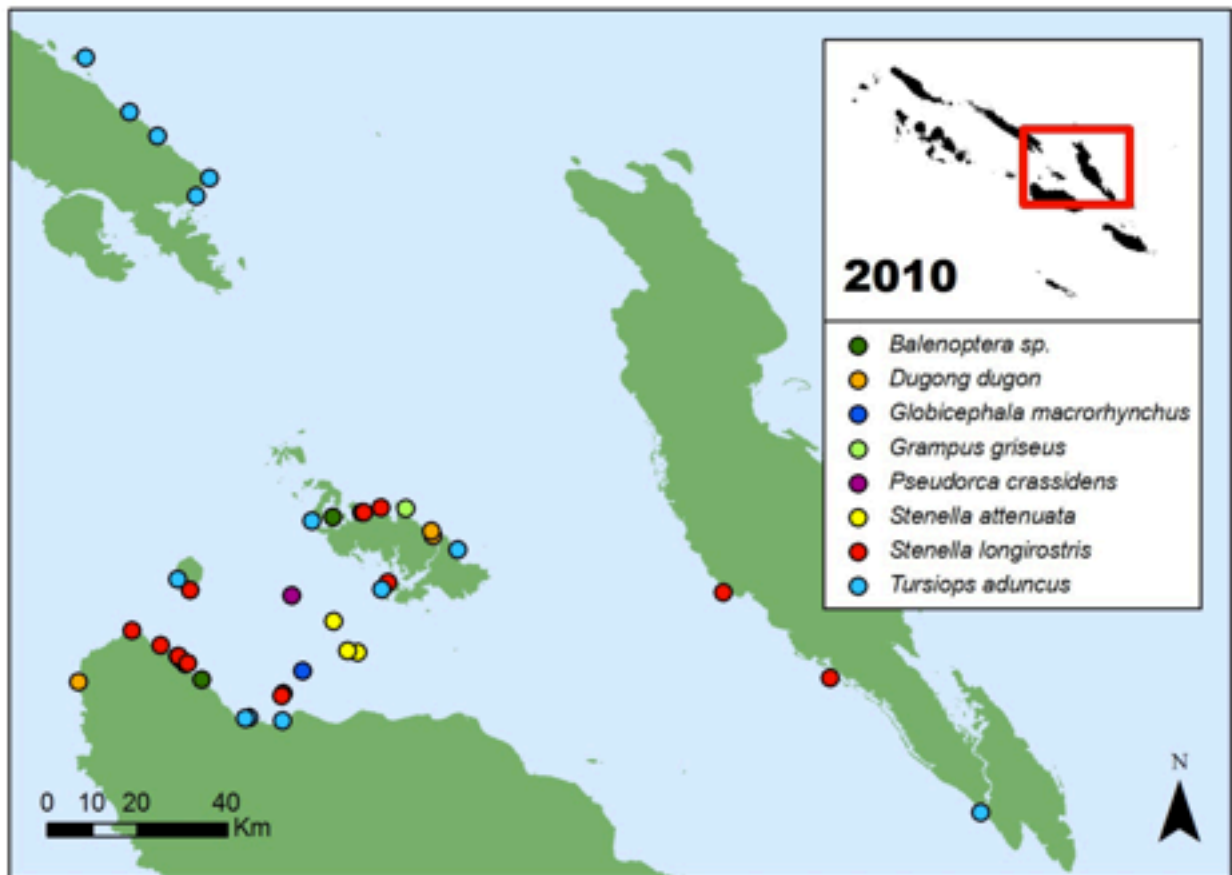 2010
Balenoptera sp.
Dugong dugon
Globicephala macrorhynchus
Grampus griseus
Pseudorca crassidens
Stenella attenuata
Stenella longirostris
Tursiops aduncus
N
0 10 20 40
Km